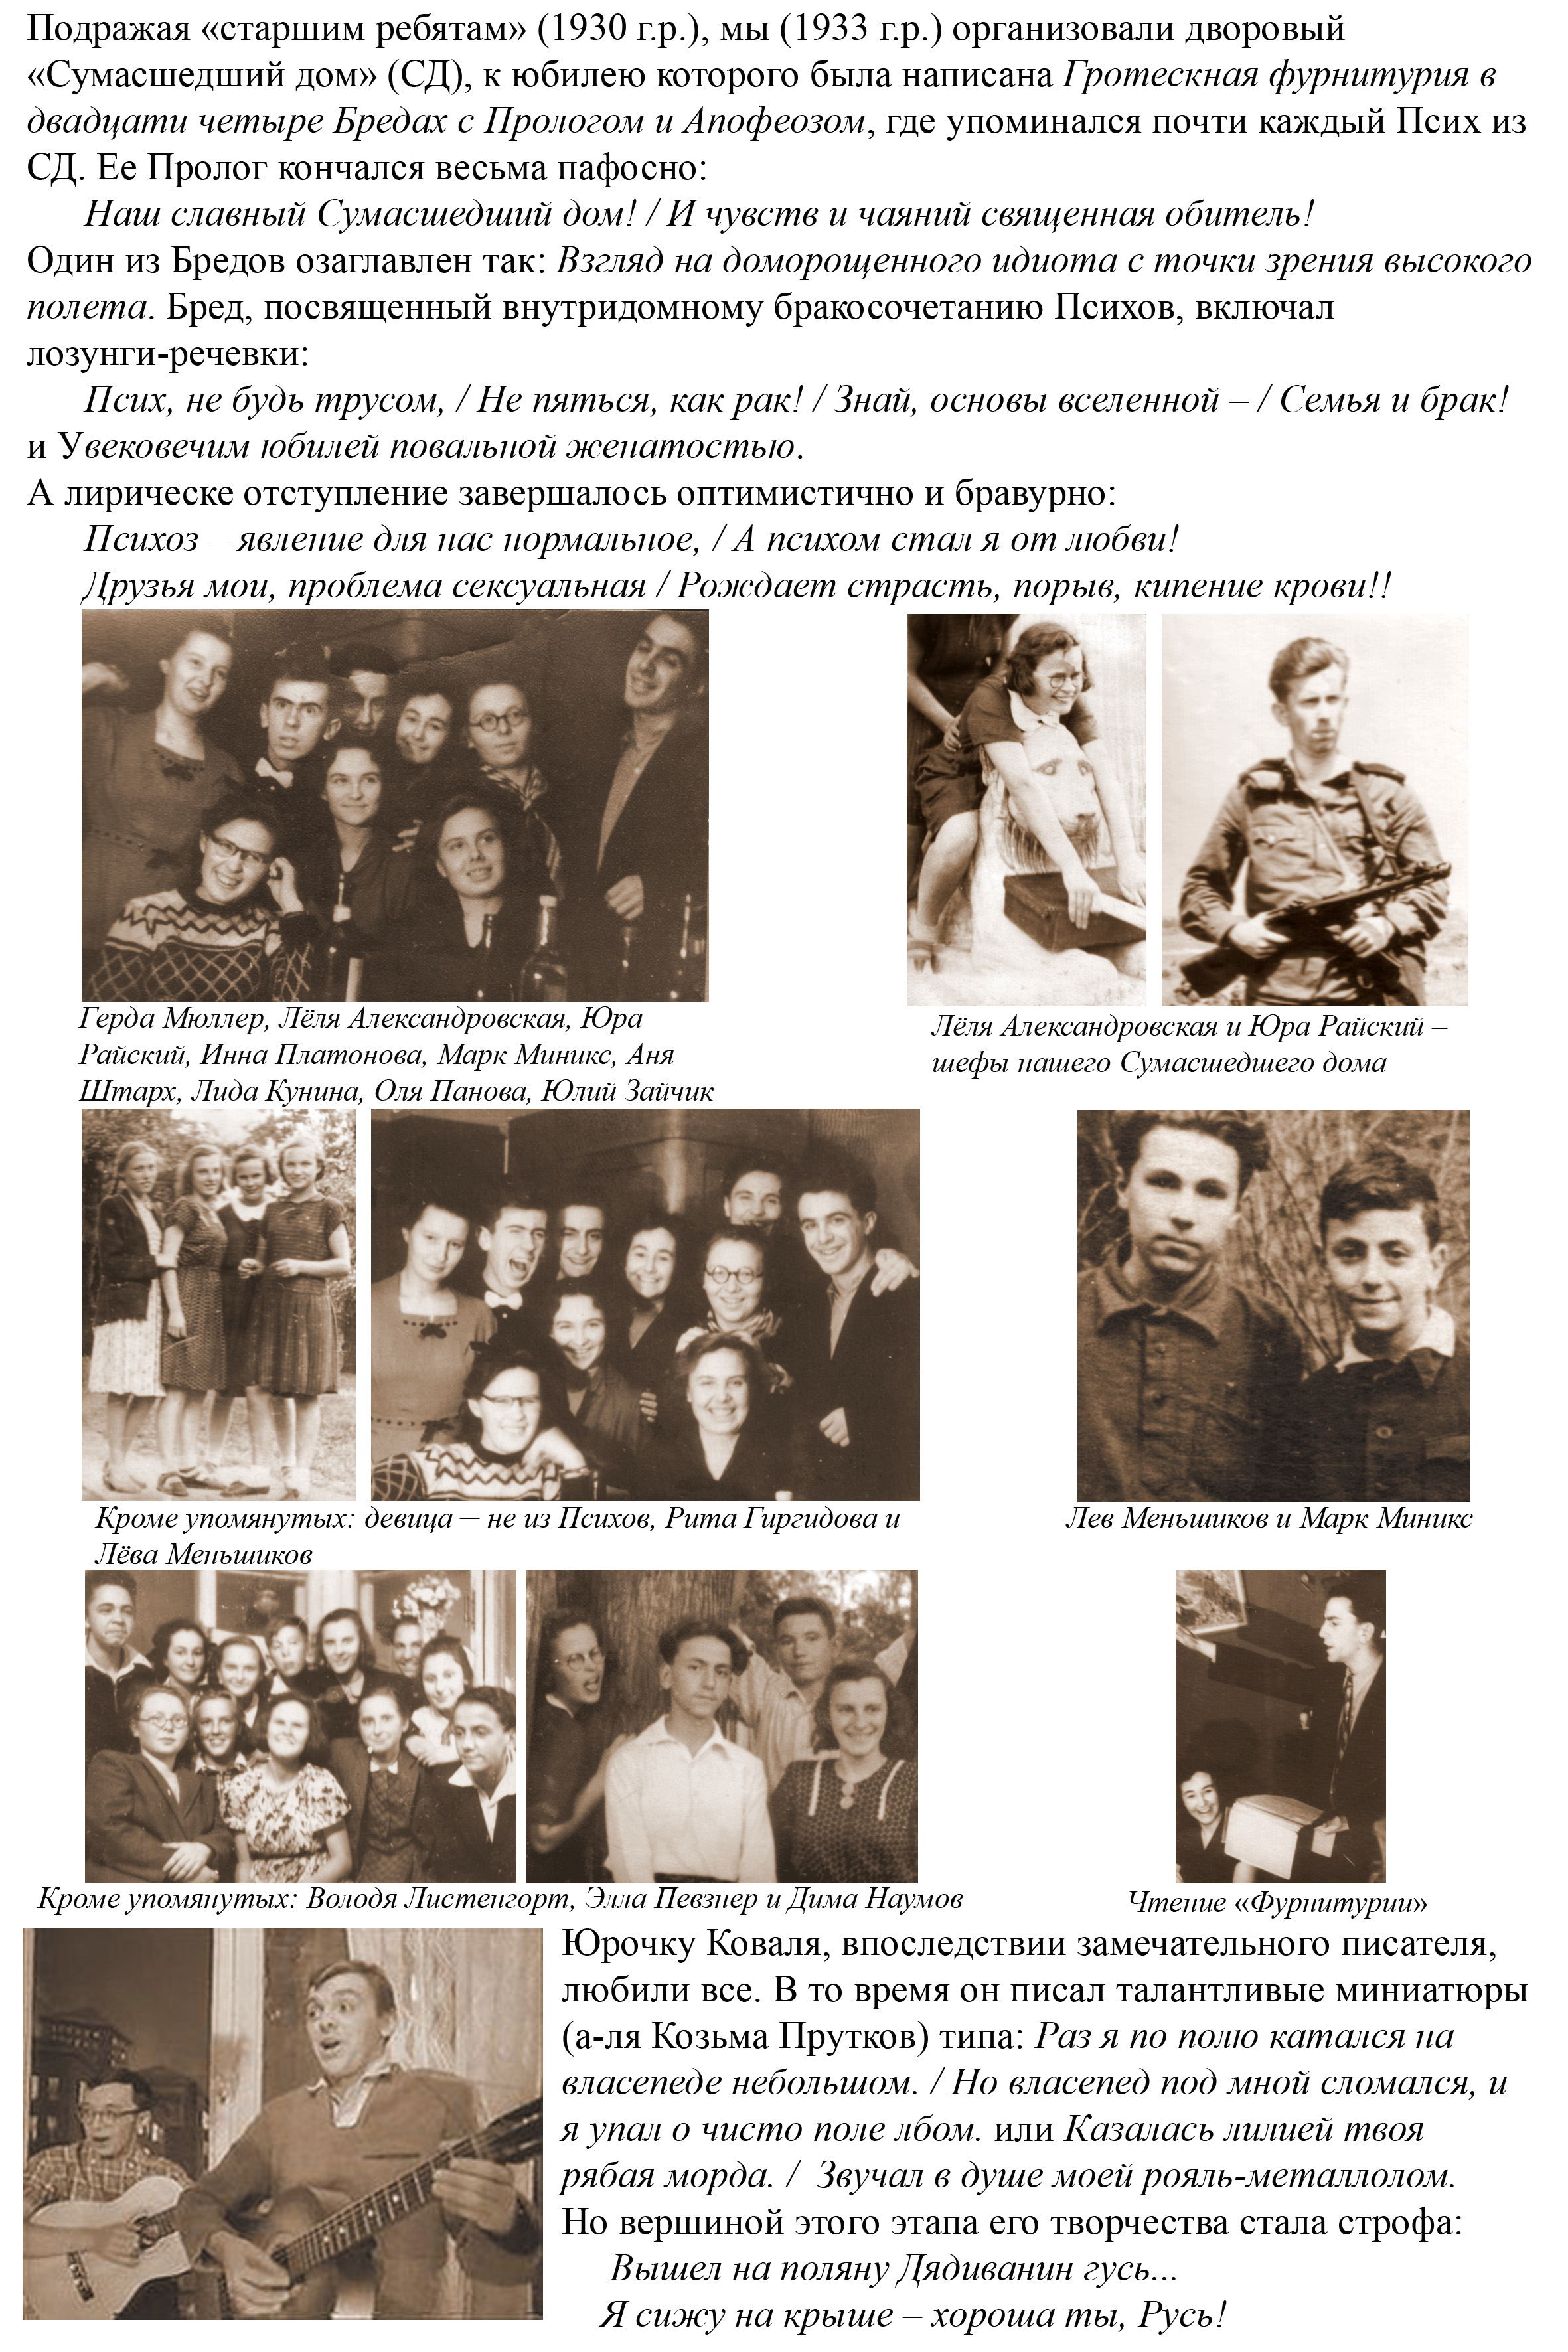 Подражая «старшим ребятам» (1930 г.р.), мы (1933 г.р.) организовали дворовый
«Сумасшедший дом» (СД), к юбилею которого была написана Гротескная фурнитурия в
двадцати четыре Бредах с Прологом и Апофеозом, где упоминался почти каждый Псих из
СД. Ее Пролог кончался весьма пафосно:
Наш славный Сумасшедший дом! / И чувств и чаяний священная обитель!
Один из Бредов озаглавлен так: Взгляд на доморощенного идиота с точки зрения высокого
полета. Бред, посвященный внутридомному бракосочетанию Психов, включал
лозунги-речевки:
Псих, не будь трусом, / Не пяться, как рак! / Знай, основы вселенной – / Семья и брак!
и Увековечим юбилей повальной женатостью.
А лирическе отступление завершалось оптимистично и бравурно:
Психоз – явление для нас нормальное, / А психом стал я от любви!
Друзья мои, проблема сексуальная / Рождает страсть, порыв, кипение крови!!
Герда Мюллер, Лёля Александровская, Юра
Райский, Инна Платонова, Марк Миникс, Аня
Штарх, Лида Кунина, Оля Панова, Юлий Зайчик
Лёля Александровская и Юра Райский –
шефы нашего Сумасшедшего дома
Кроме упомянутых: девица – не из Психов, Рита Гиргидова и
Лёва Меньшиков
Лев Меньшиков и Марк Миникс
Кроме упомянутых: Володя Листенгорт, Элла Певзнер и Дима Наумов
Чтение «Фурнитурии»
Юрочку Коваля, впоследствии замечательного писателя,
любили все. В то время он писал талантливые миниатюры
(а-ля Козьма Прутков) типа: Раз я по полю катался на
власепеде небольшом. / Но власепед под мной сломался, и
я упал о чисто поле лбом. или Казалась лилией твоя
рябая морда. / Звучал в душе моей рояль-металлолом.
Но вершиной этого этапа его творчества стала строфа:
Вышел на поляну Дядиванин гусь...
Я сижу на крыше – хороша ты, Русь!